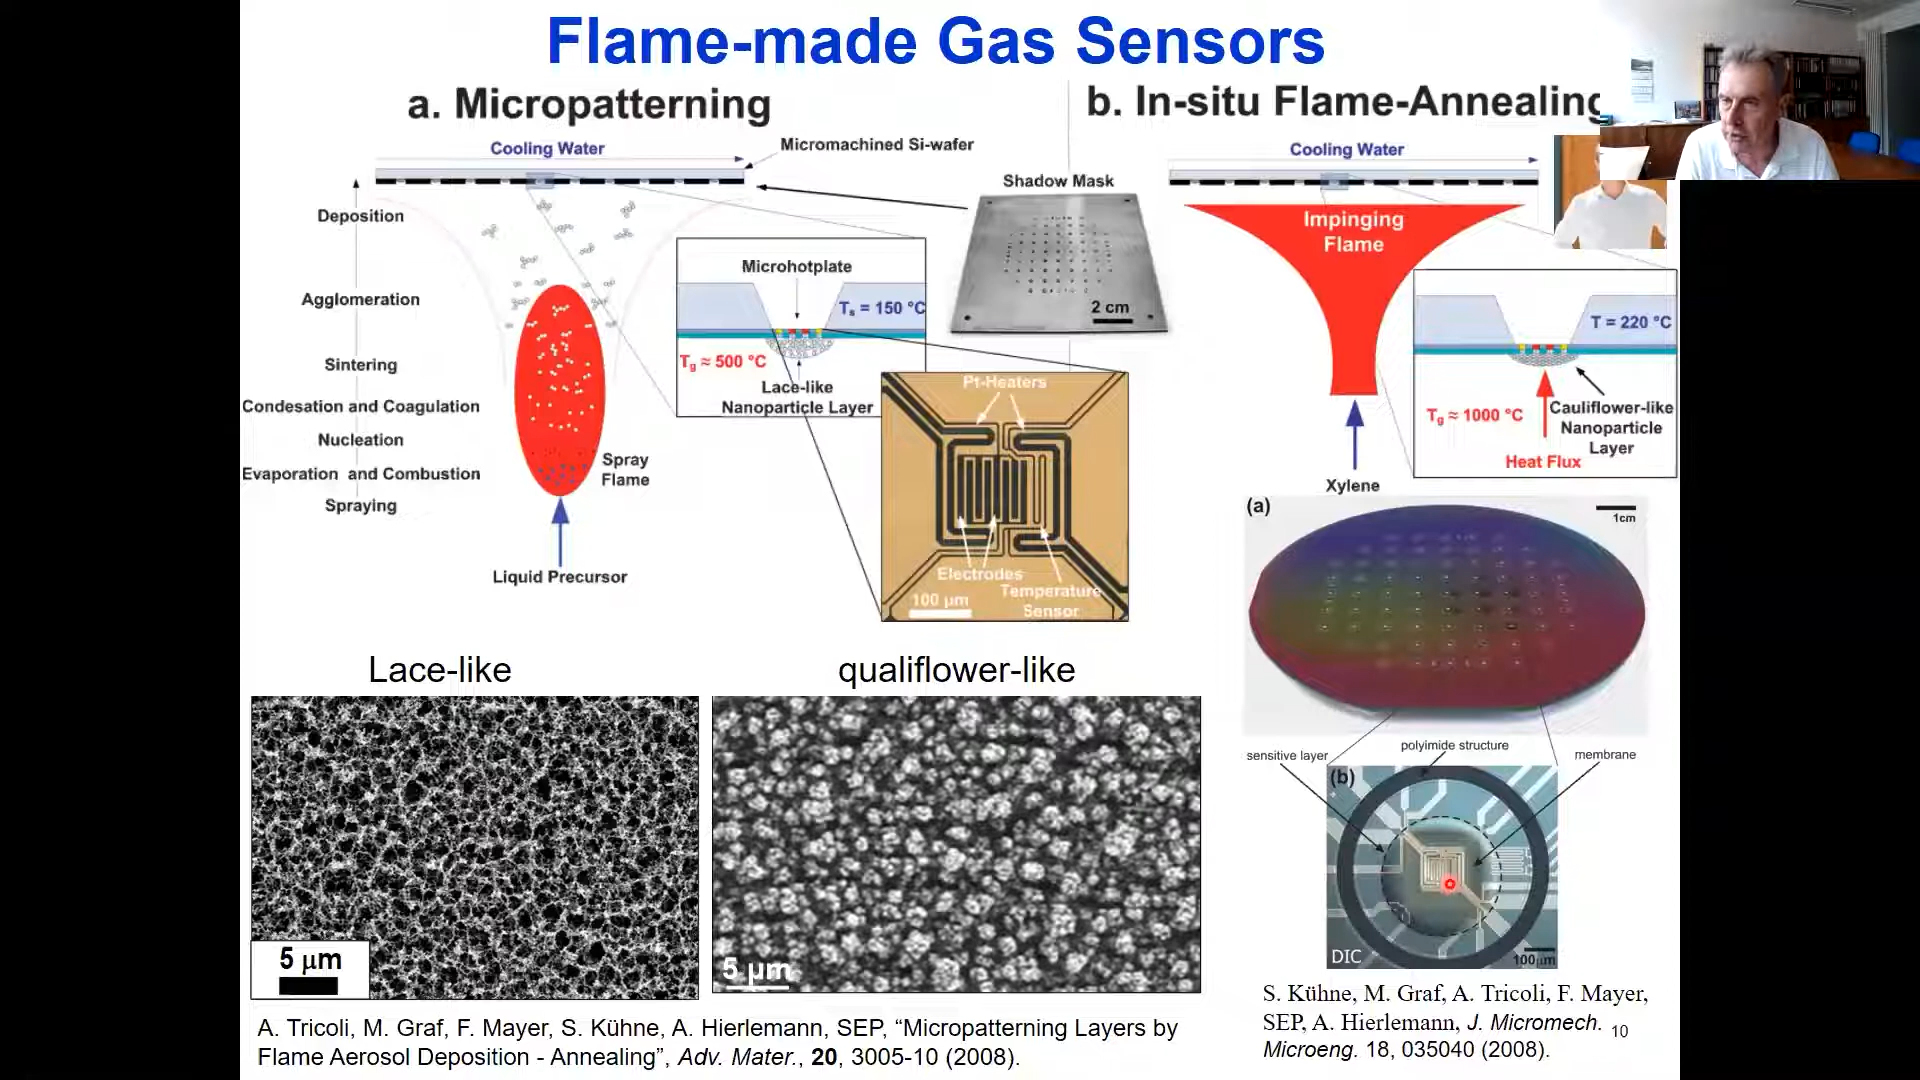 Flame-made Gas Sensors
a. Micropatterning
Cooling Water
Micromachined Si-wafer
Shadow Mask
2 cm
Deposition
Agglomeration
Sintering
Condesation and Coagulation
Nucleation
Evaporation and Combustion
Spraying
Spray
Flame
Liquid Precursor
Microhotplate
Ts = 150 °C
Tg ≈ 500 °C
Lace-like
Nanoparticle Layer
Pt-Heaters
Electrodes
Temperature
Sensor
100 µm
b. In-situ Flame-Annealing
Cooling Water
Impinging
Flame
Xylene
T = 220 °C
Tg ≈ 1000 °C
Cauliflower-like
Nanoparticle
Layer
Heat Flux
(a)
1cm
sensitive layer
polyimide structure
membrane
(b)
DIC
100µm
Lace-like
5 µm
qualiflower-like
5 µm
A. Tricoli, M. Graf, F. Mayer, S. Kühne, A. Hierlemann, SEP, “Micropatterning Layers by
Flame Aerosol Deposition - Annealing”, Adv. Mater., 20, 3005-10 (2008).
S. Kühne, M. Graf, A. Tricoli, F. Mayer,
SEP, A. Hierlemann, J. Micromech.
Microeng. 18, 035040 (2008).
10